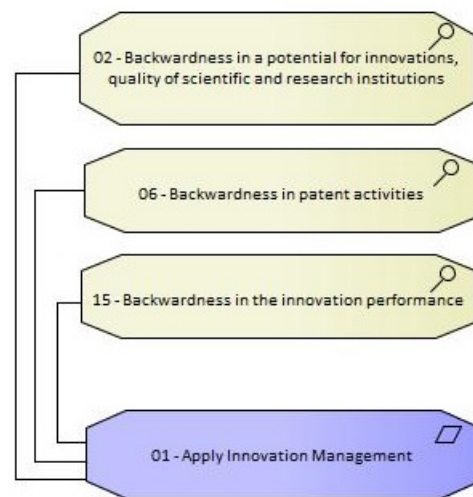 02 - Backwardness in a potential for innovations,
quality of scientific and research institutions
06 - Backwardness in patent activities
15 - Backwardness in the innovation performance
01 - Apply Innovation Management